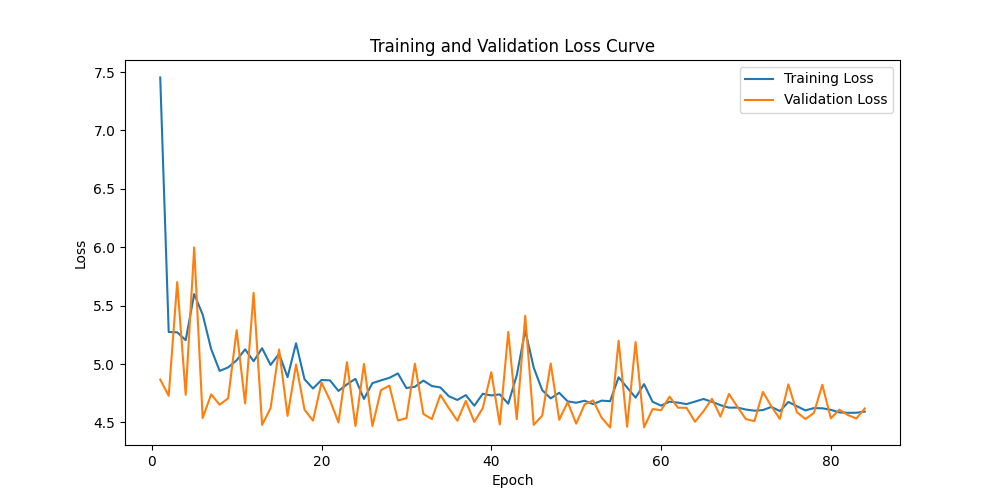 Training and Validation Loss Curve
Training Loss
Validation Loss
7.5
7.0
6.5
6.0
5.5
5.0
4.5
Loss
0 20 40 60 80
Epoch